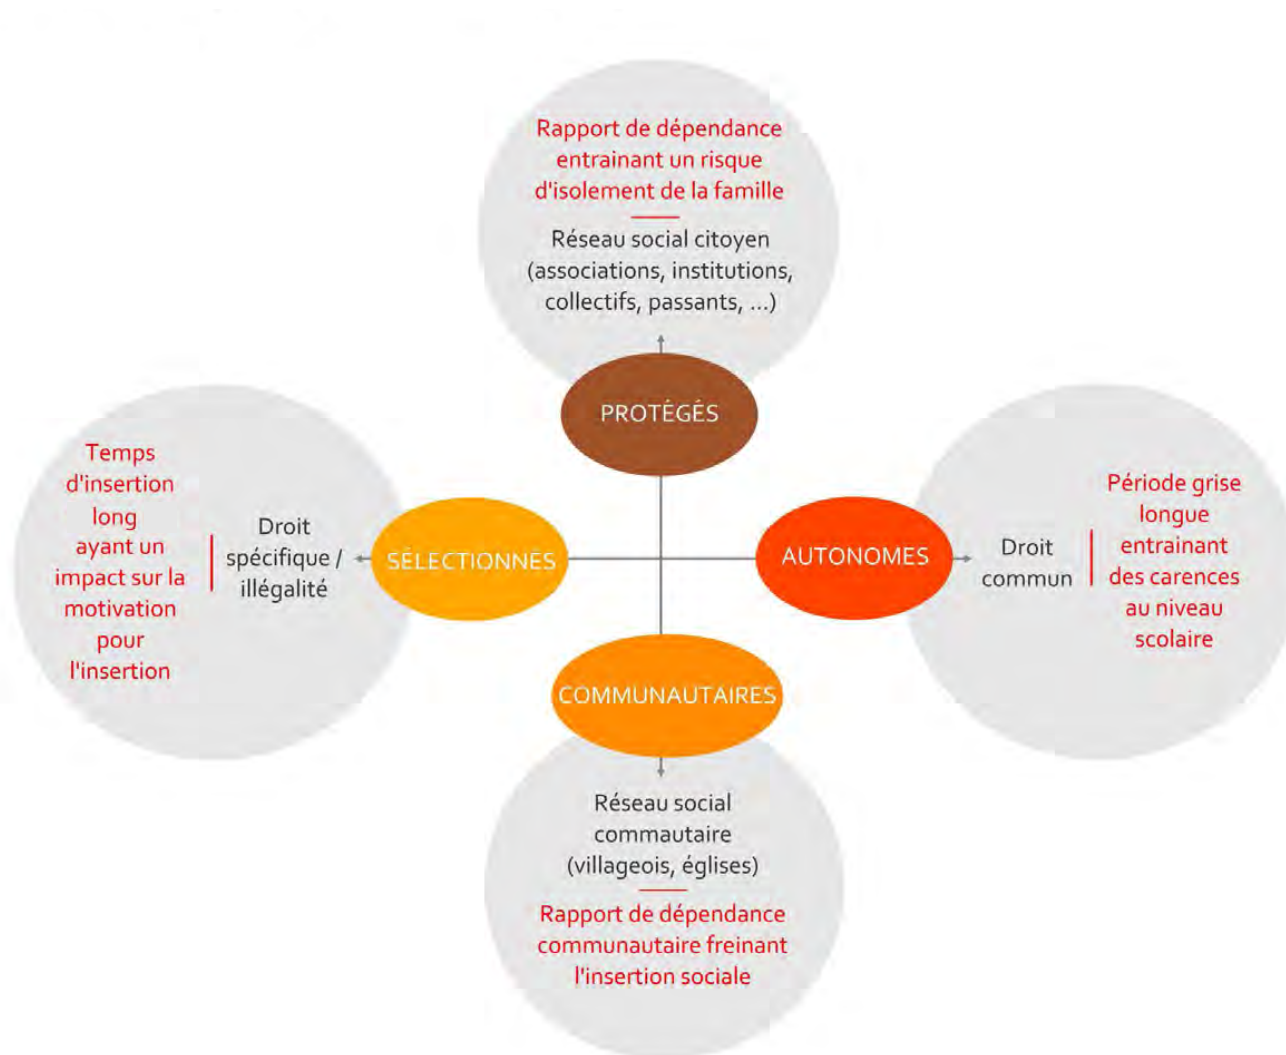 Rapport de dépendance
entrainant un risque
d'isolement de la famille
Réseau social citoyen
(associations, institutions,
collectifs, passants, ...)
PROTÉGÉS
Temps
d'insertion
long
ayant un
impact sur la
motivation
pour
l'insertion
Droit
spécifique /
illégalité
SÉLECTIONNÉS
AUTONOMES
Droit
commun
Période grise
longue
entrainant
des carences
au niveau
scolaire
COMMUNAUTAIRES
Réseau social
commautaire
(villageois, églises)
Rapport de dépendance
communautaire freinant
l'insertion sociale